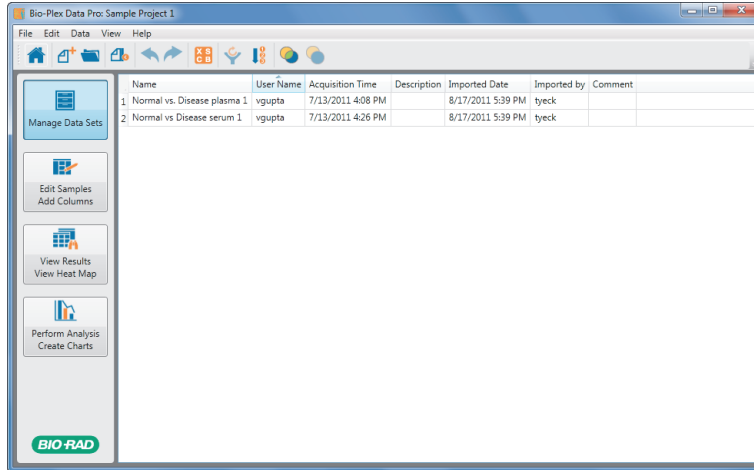 Bio-Plex Data Pro: Sample Project 1
File Edit Data View Help
X S
C B
Name User Name Acquisition Time Description Imported Date Imported by Comment
1 Normal vs. Disease plasma 1 vgupta 7/13/2011 4:08 PM 8/17/2011 5:39 PM tyeck
2 Normal vs Disease serum 1 vgupta 7/13/2011 4:26 PM 8/17/2011 5:39 PM tyeck
Manage Data Sets
Edit Samples
Add Columns
View Results
View Heat Map
Perform Analysis
Create Charts
BIO-RAD